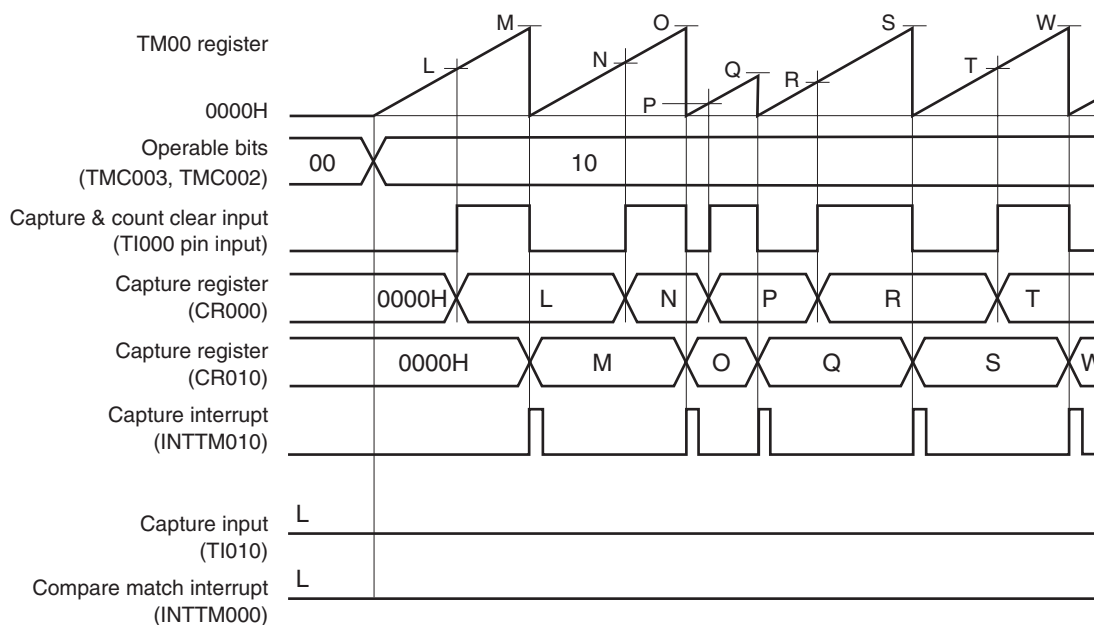 M O S W
TM00 register
L N Q R T
P
0000H
Operable bits
(TMC003, TMC002)
00 10
Capture & count clear input
(TI000 pin input)
Capture register
(CR000)
0000H L N P R T
Capture register
(CR010)
0000H M O Q S W
Capture interrupt
(INTTM010)
L
Capture input
(TI010)
L
Compare match interrupt
(INTTM000)